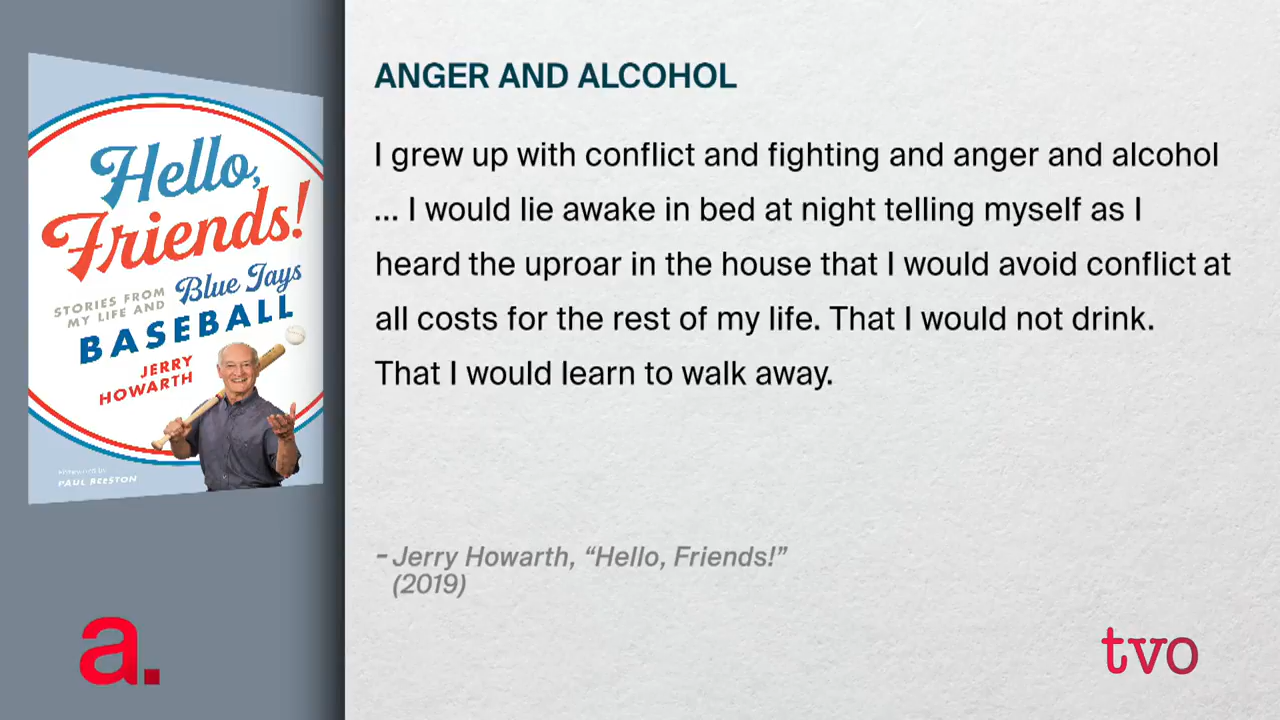 Hello,
Friends!
STORIES FROM
MY LIFE AND
Blue Jays
BASEBALL
JERRY
HOWARTH
FOREWORD BY
PAUL BEESTON
ANGER AND ALCOHOL
I grew up with conflict and fighting and anger and alcohol
... I would lie awake in bed at night telling myself as I
heard the uproar in the house that I would avoid conflict at
all costs for the rest of my life. That I would not drink.
That I would learn to walk away.
– Jerry Howarth, “Hello, Friends!”
(2019)
a.
tvo